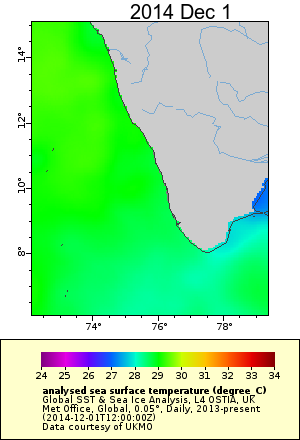 2014 Dec 1
14°
12°
10°
8°
74° 76° 78°
24 25 26 27 28 29 30 31 32 33 34
analysed sea surface temperature (degree_C)
Global SST & Sea Ice Analysis, L4 OSTIA, UK
Met Office, Global, 0.05°, Daily, 2013-present
(2014-12-01T12:00:00Z)
Data courtesy of UKMO